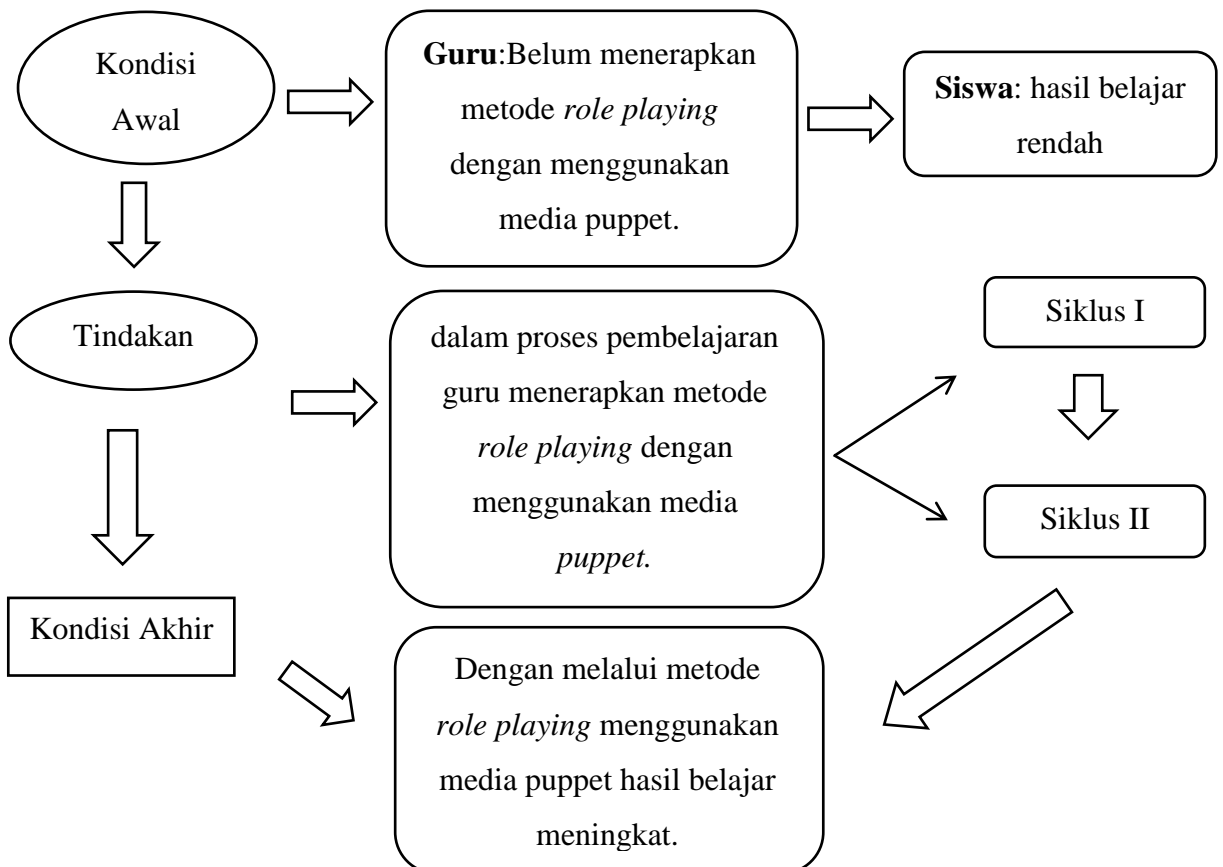 Kondisi
Awal
Guru:Belum menerapkan
metode role playing
dengan menggunakan
media puppet.
Siswa: hasil belajar
rendah
Tindakan
dalam proses pembelajaran
guru menerapkan metode
role playing dengan
menggunakan media
puppet.
Siklus I
Siklus II
Kondisi Akhir
Dengan melalui metode
role playing menggunakan
media puppet hasil belajar
meningkat.